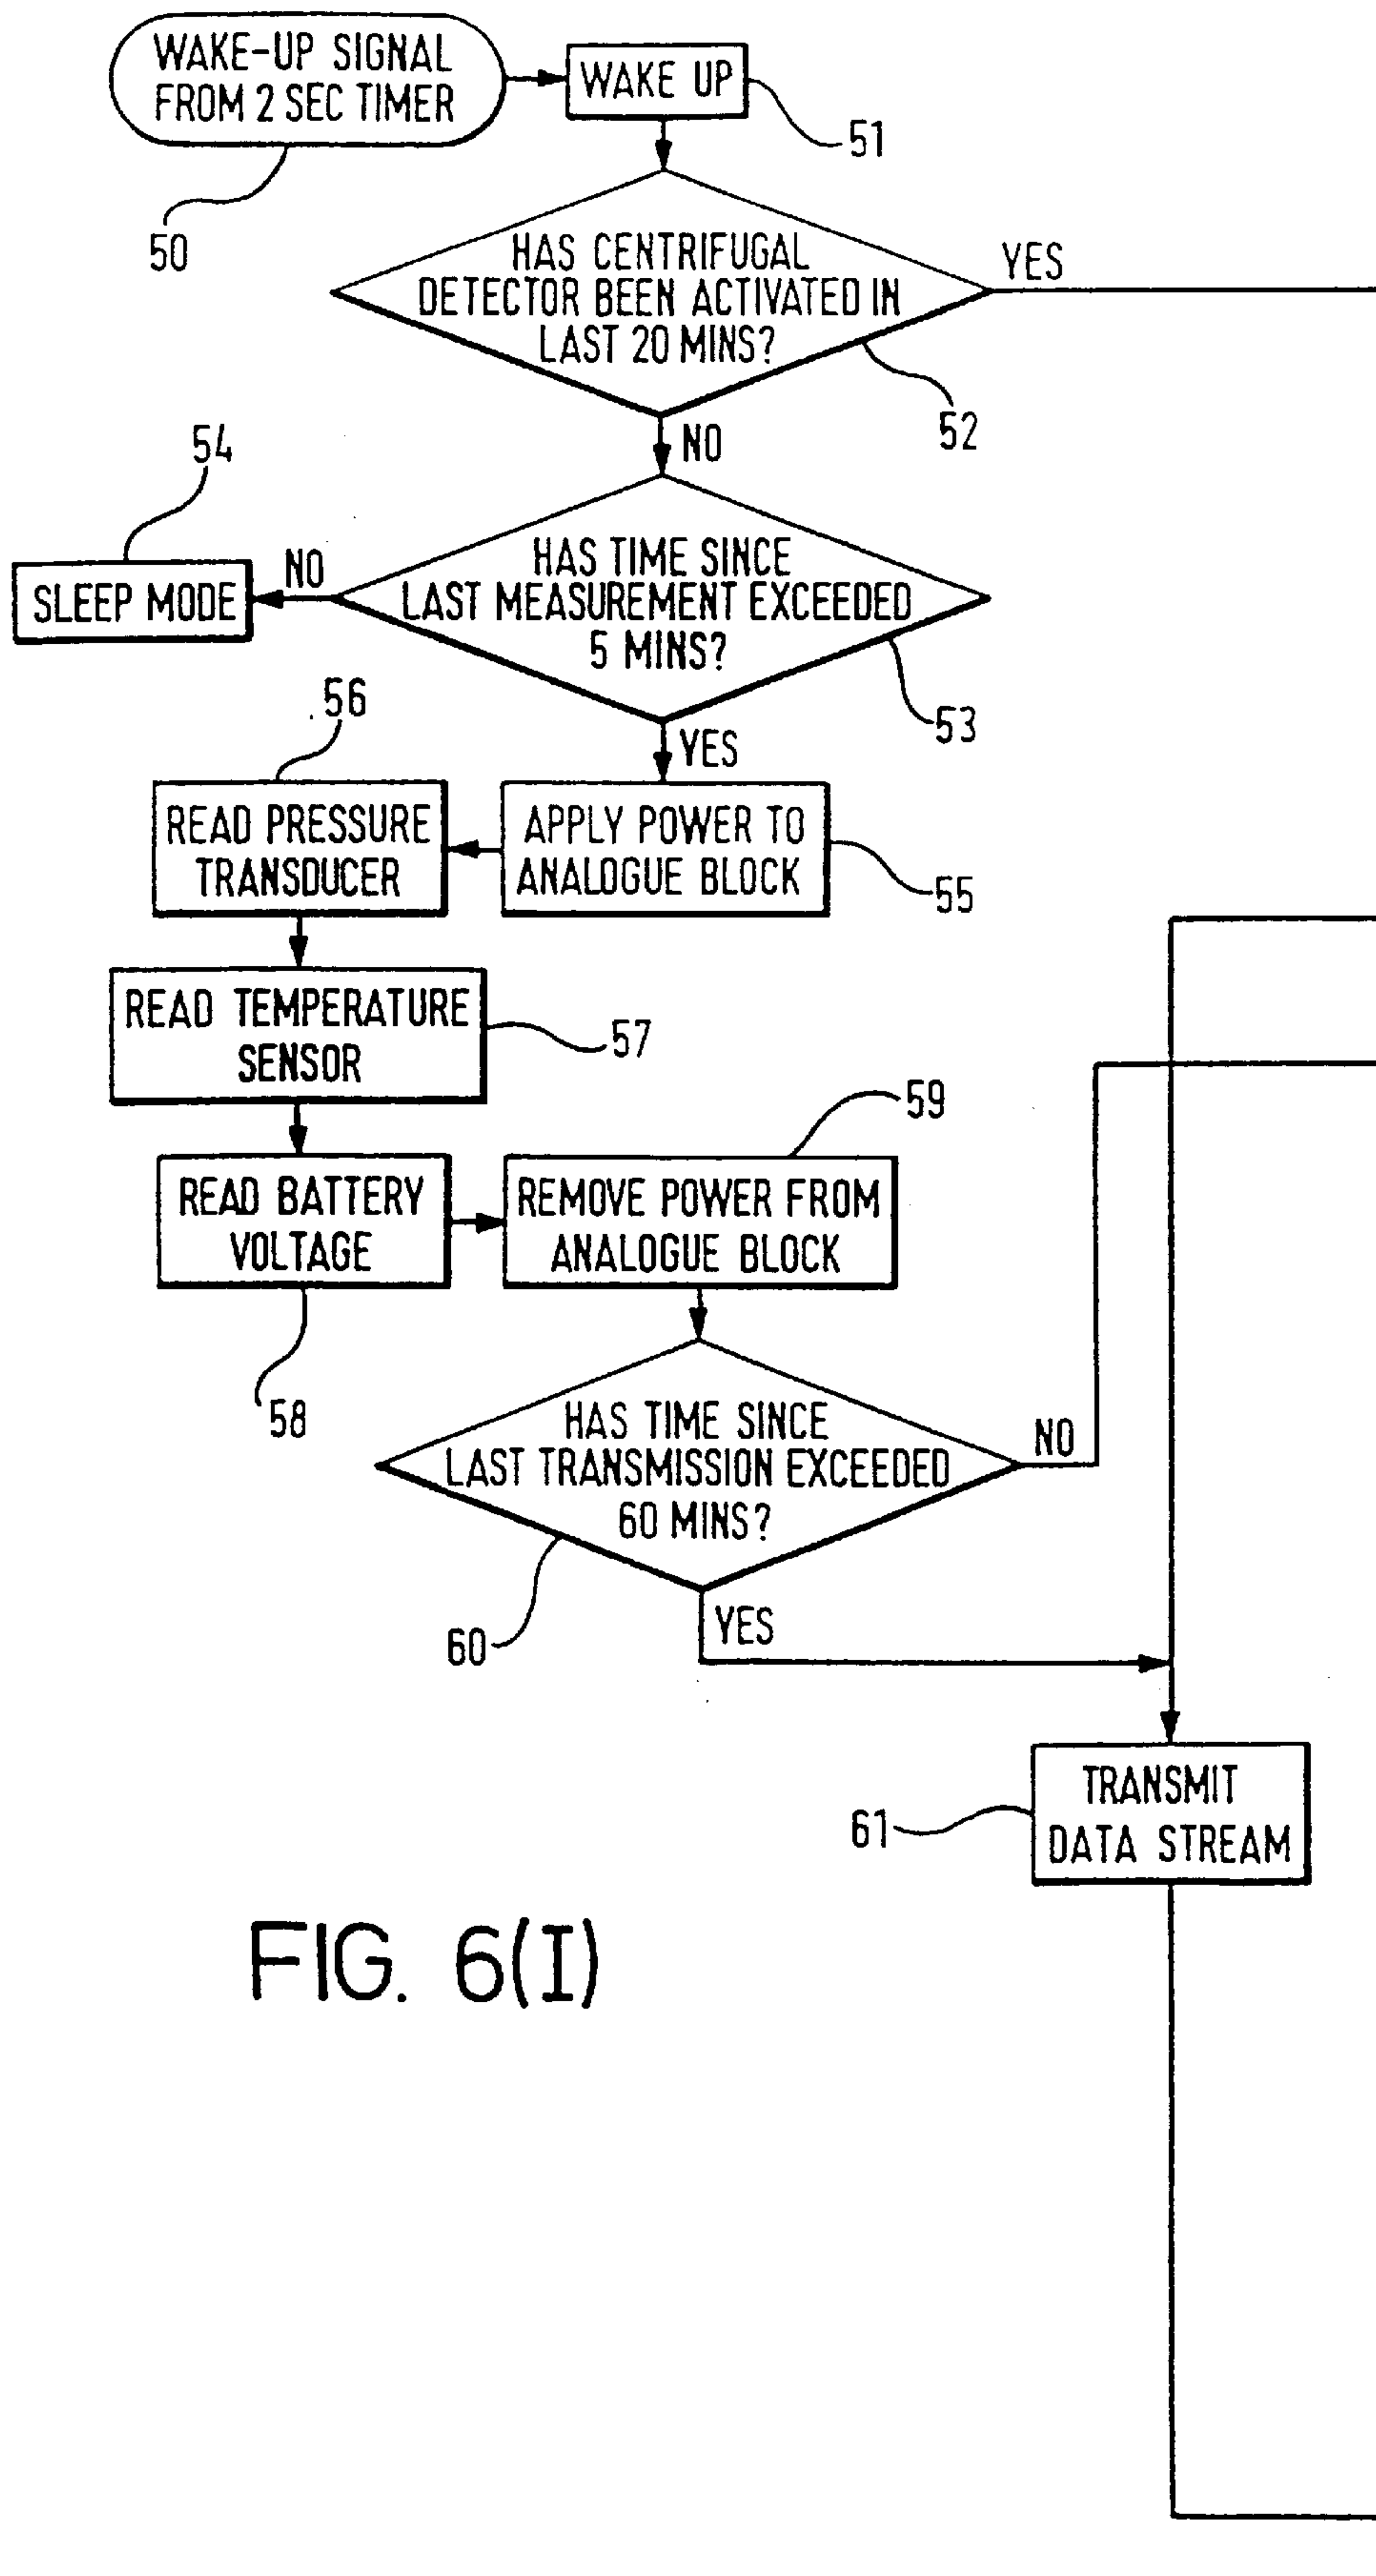 WAKE-UP SIGNAL
FROM 2 SEC TIMER
50
WAKE UP
51
HAS CENTRIFUGAL
DETECTOR BEEN ACTIVATED IN
LAST 20 MINS?
YES
52
NO
54
SLEEP MODE
NO
HAS TIME SINCE
LAST MEASUREMENT EXCEEDED
5 MINS?
53
YES
56
READ PRESSURE
TRANSDUCER
APPLY POWER TO
ANALOGUE BLOCK
55
READ TEMPERATURE
SENSOR
57
READ BATTERY
VOLTAGE
58
59
REMOVE POWER FROM
ANALOGUE BLOCK
HAS TIME SINCE
LAST TRANSMISSION EXCEEDED
60 MINS?
NO
60
YES
61
TRANSMIT
DATA STREAM
FIG. 6(I)